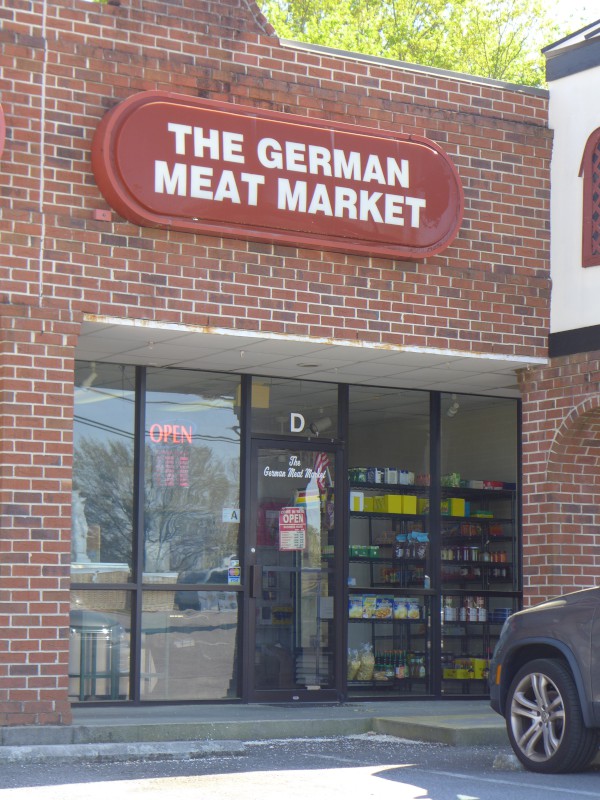 THE GERMAN
MEAT MARKET
D
OPEN
The
German Meat Market
OPEN
A